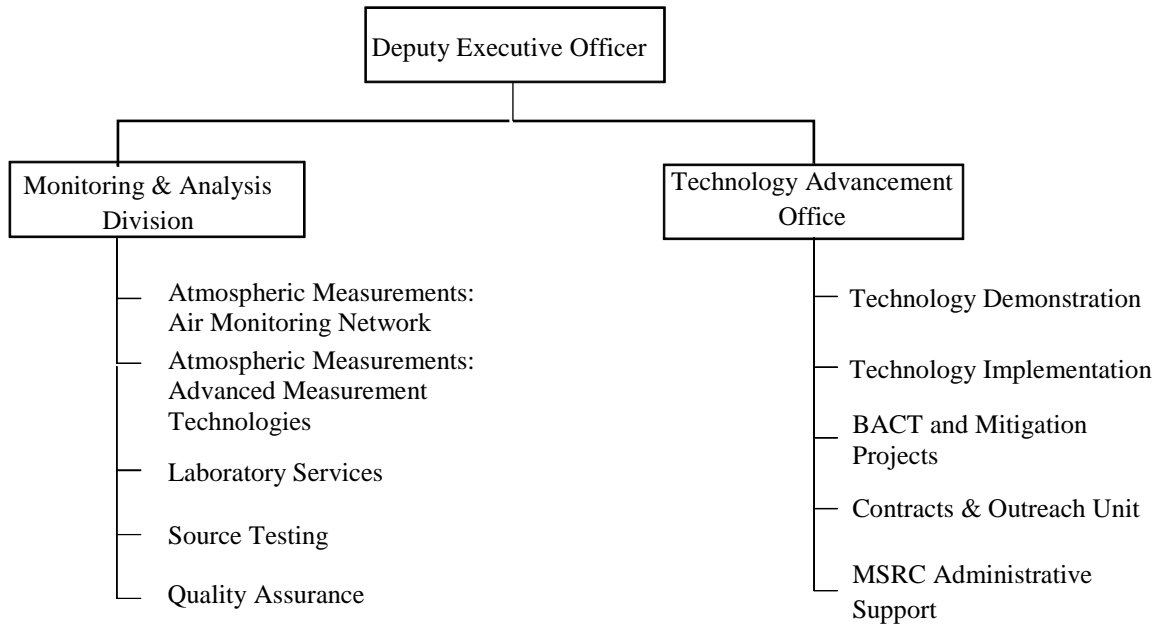 Deputy Executive Officer
Monitoring & Analysis
Division
Atmospheric Measurements:
Air Monitoring Network
Atmospheric Measurements:
Advanced Measurement
Technologies
Laboratory Services
Source Testing
Quality Assurance
Technology Advancement
Office
Technology Demonstration
Technology Implementation
BACT and Mitigation
Projects
Contracts & Outreach Unit
MSRC Administrative
Support